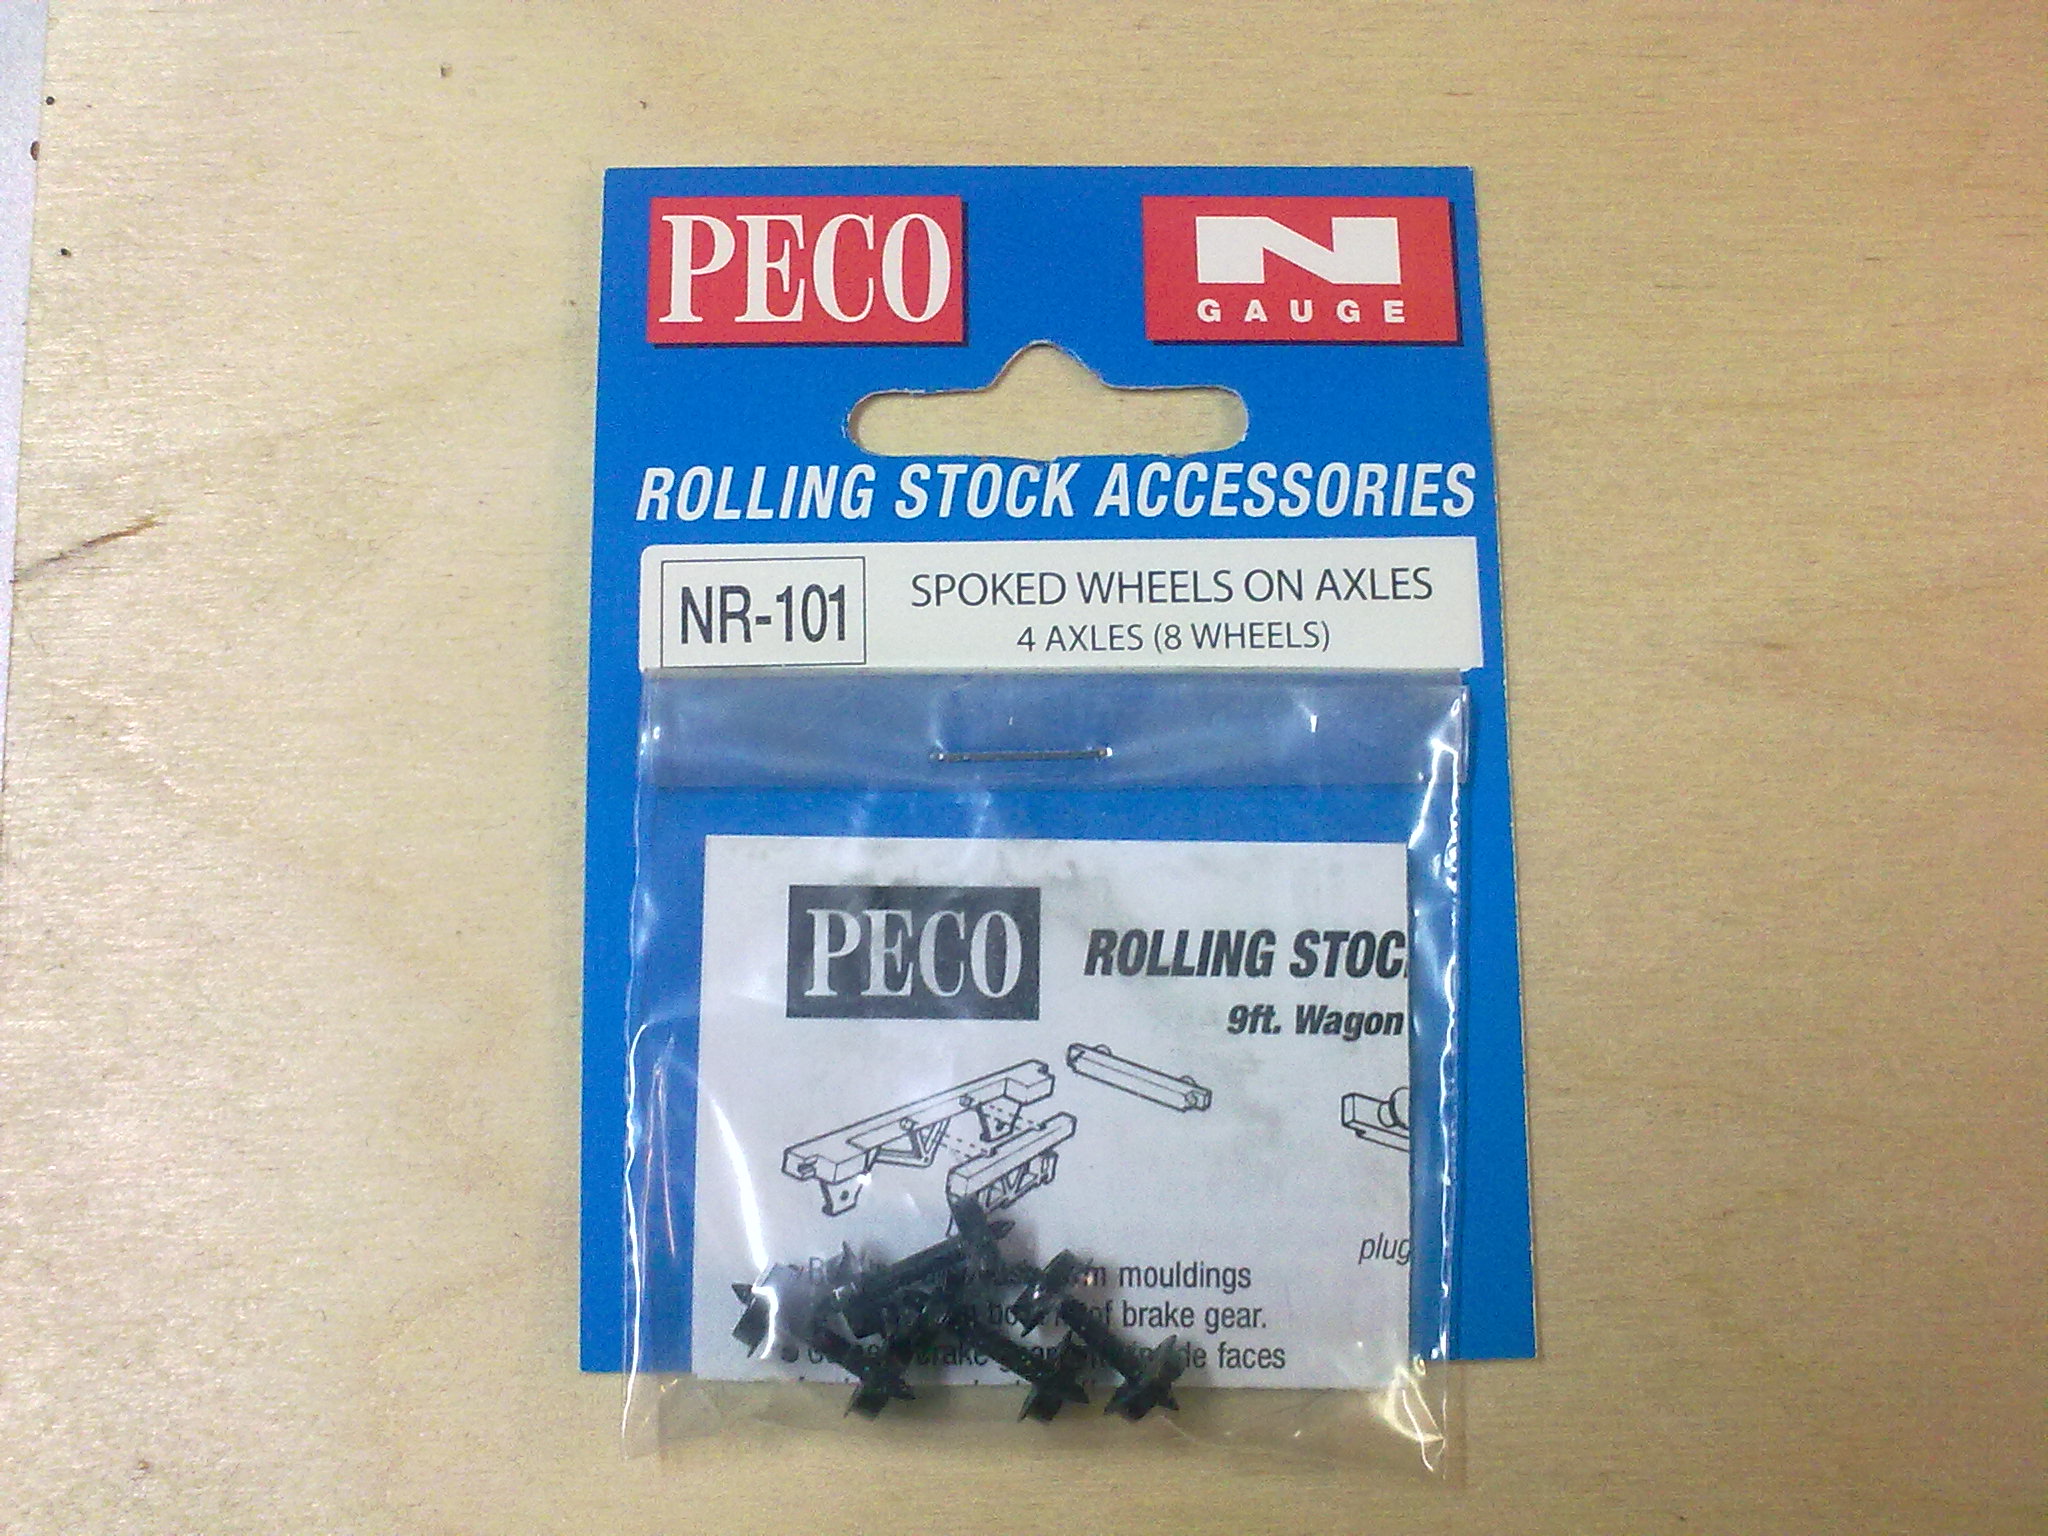 PECO
N
GAUGE
ROLLING STOCK ACCESSORIES
NR-101
SPOKED WHEELS ON AXLES
4 AXLES (8 WHEELS)
PECO
ROLLING STOC
9ft. Wagon
plug
mouldings
of brake gear.
brake faces